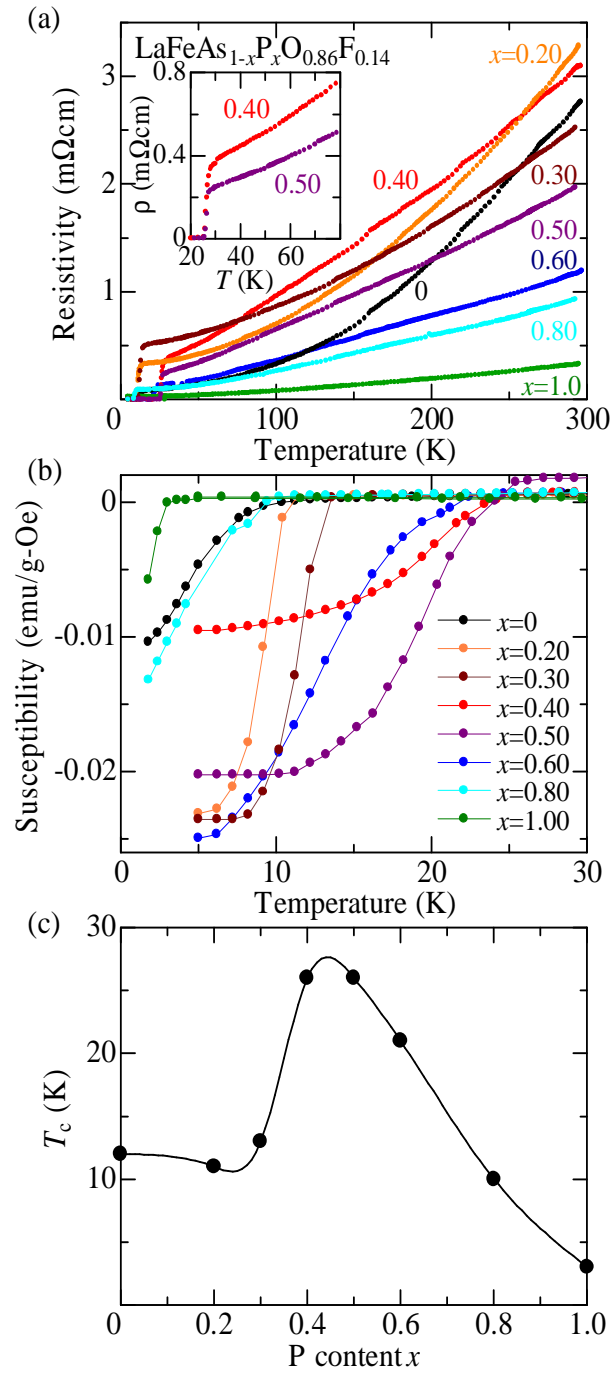 (a)
LaFeAs1-xPxO0.86F0.14
x=0.20
0.8
0.40
0.4
0.50
0
20 40 60
T (K)
ρ (mΩcm)
0.40
0.30
0.50
0
0.60
0.80
x=1.0
3
2
1
0
100
200
300
Resistivity (mΩcm)
Temperature (K)
(b)
0
-0.01
-0.02
Susceptibility (emu/g-Oe)
x=0
x=0.20
x=0.30
x=0.40
x=0.50
x=0.60
x=0.80
x=1.00
0 10 20 30
Temperature (K)
(c)
30
20
10
0
Tc (K)
0 0.2 0.4 0.6 0.8 1.0
P content x